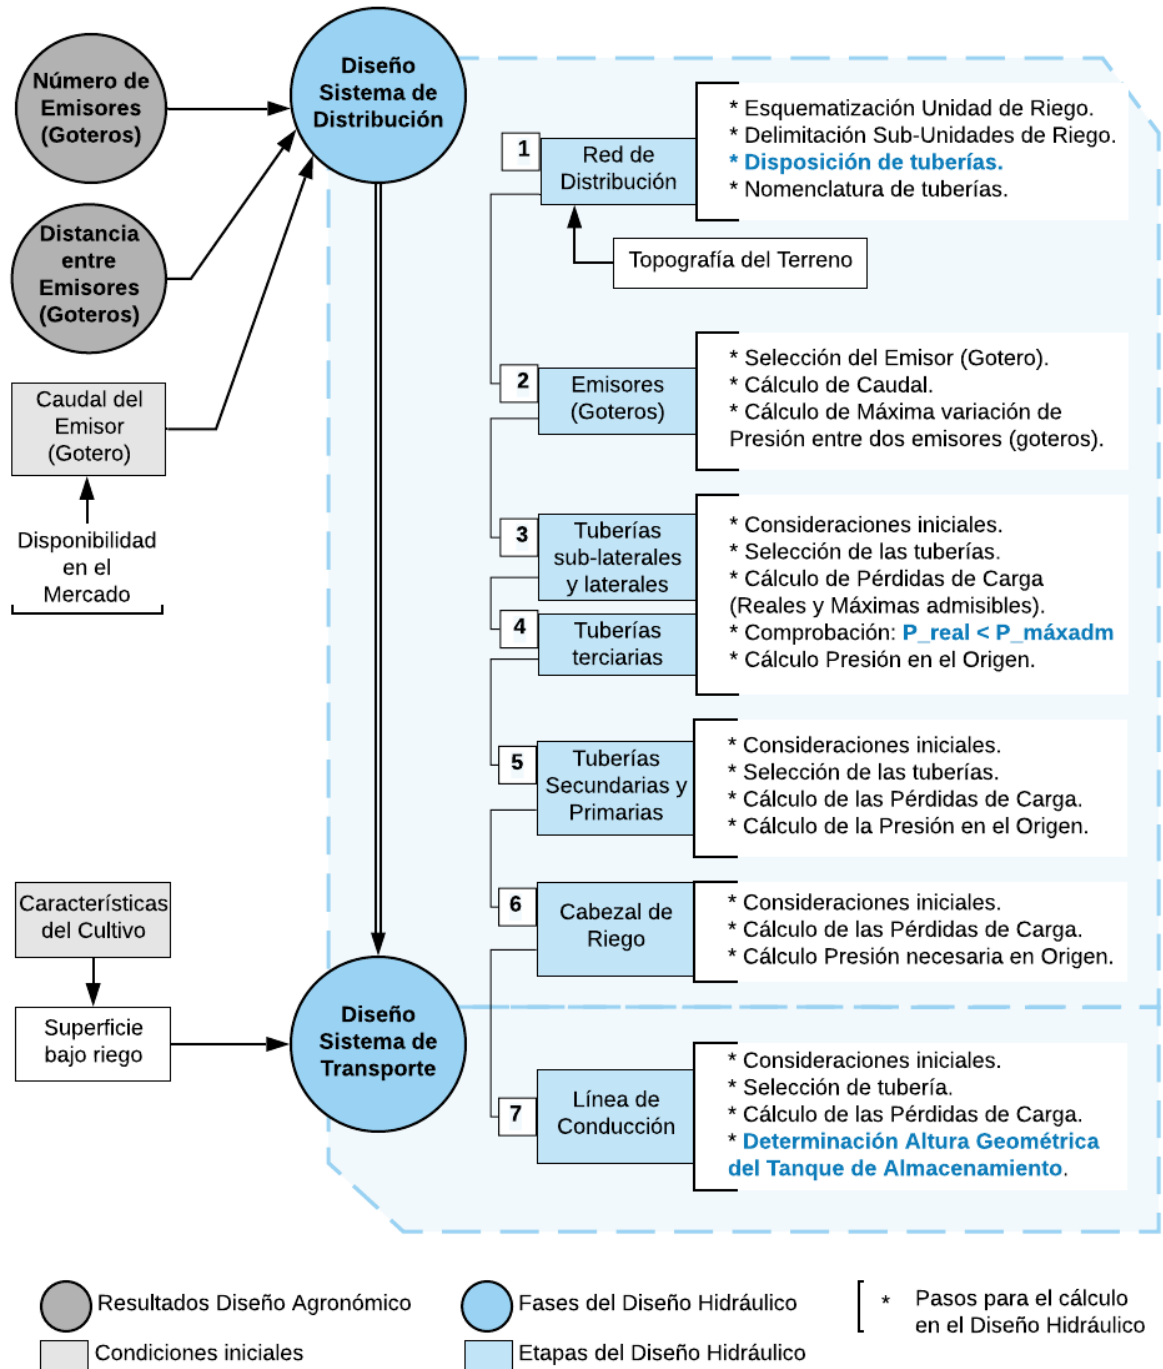 Número de
Emisores
(Goteros)
Diseño
Sistema de
Distribución
Distancia
entre
Emisores
(Goteros)
Caudal del
Emisor
(Gotero)
Disponibilidad
en el
Mercado
1
Red de
Distribución
* Esquematización Unidad de Riego.
* Delimitación Sub-Unidades de Riego.
* Disposición de tuberías.
* Nomenclatura de tuberías.
Topografía del Terreno
2
Emisores
(Goteros)
* Selección del Emisor (Gotero).
* Cálculo de Caudal.
* Cálculo de Máxima variación de
Presión entre dos emisores (goteros).
3
Tuberías
sub-laterales
y laterales
4
Tuberías
terciarias
* Consideraciones iniciales.
* Selección de las tuberías.
* Cálculo de Pérdidas de Carga
(Reales y Máximas admisibles).
* Comprobación: P_real < P_máxadm
* Cálculo Presión en el Origen.
5
Tuberías
Secundarias y
Primarias
* Consideraciones iniciales.
* Selección de las tuberías.
* Cálculo de las Pérdidas de Carga.
* Cálculo de la Presión en el Origen.
6
Cabezal de
Riego
* Consideraciones iniciales.
* Cálculo de las Pérdidas de Carga.
* Cálculo Presión necesaria en Origen.
Características
del Cultivo
Superficie
bajo riego
Diseño
Sistema de
Transporte
7
Línea de
Conducción
* Consideraciones iniciales.
* Selección de tubería.
* Cálculo de las Pérdidas de Carga.
* Determinación Altura Geométrica
del Tanque de Almacenamiento.
Resultados Diseño Agronómico
Condiciones iniciales
Fases del Diseño Hidráulico
Etapas del Diseño Hidráulico
* Pasos para el cálculo
en el Diseño Hidráulico